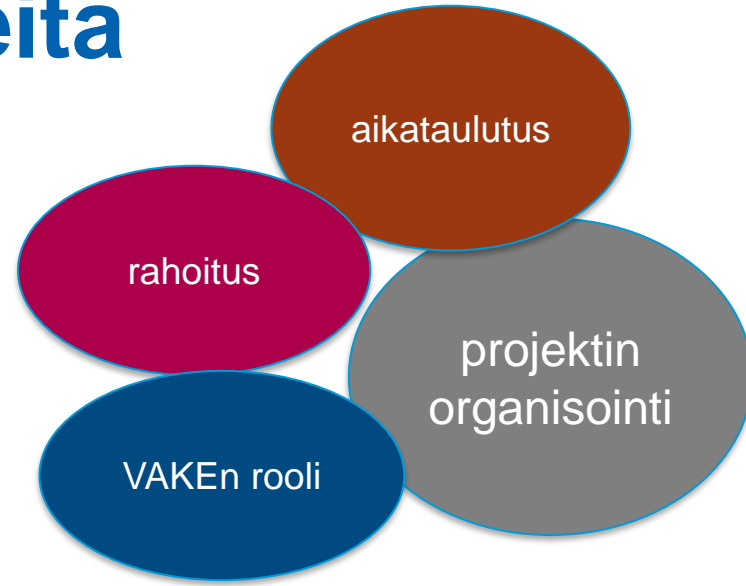 eita
aikataulutus
rahoitus
projektin
organisointi
VAKEn rooli